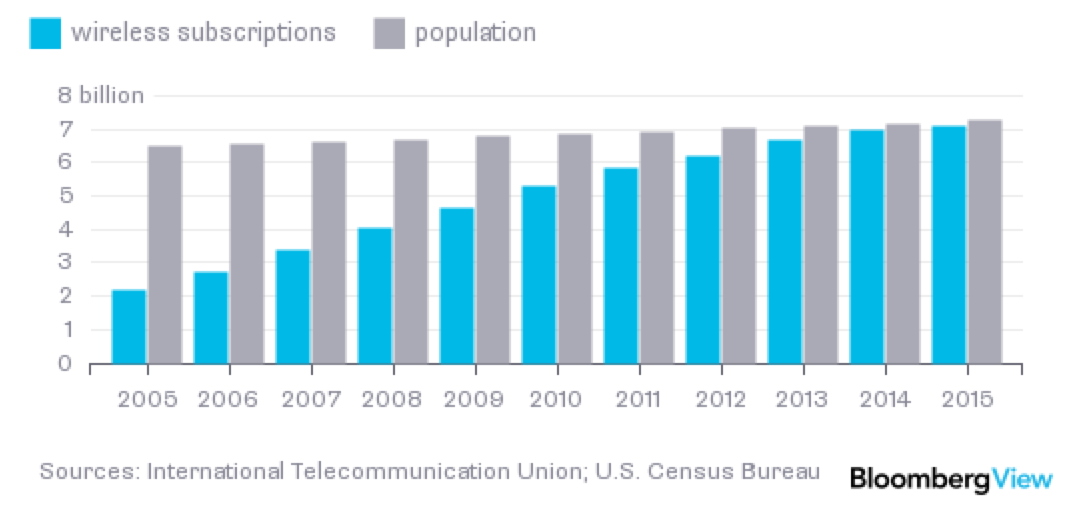 wireless subscriptions population
8 billion
7
6
5
4
3
2
1
0
2005 2006 2007 2008 2009 2010 2011 2012 2013 2014 2015
Sources: International Telecommunication Union; U.S. Census Bureau BloombergView